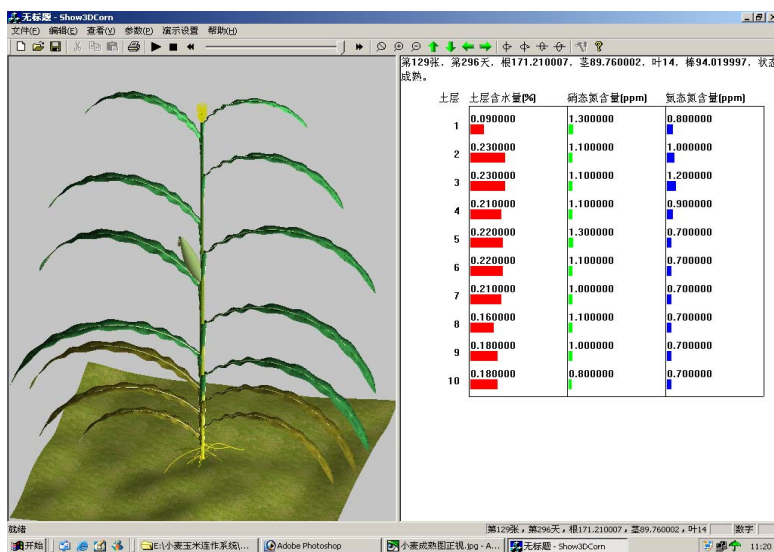 无标题 - Show3DCorn
文件(F) 编辑(E) 查看(V) 参数(P) 演示设置 帮助(H)
第129张，第296天，根171.210007，茎89.760002，叶14，棒94.019997，状态
成熟。
土层 土层含水量(%) 硝态氮含量(ppm) 氨态氮含量(ppm)
1 0.090000 1.300000 0.800000
2 0.230000 1.100000 1.000000
3 0.230000 1.100000 1.200000
4 0.210000 1.100000 0.900000
5 0.220000 1.300000 0.700000
6 0.220000 1.100000 0.700000
7 0.210000 1.000000 0.700000
8 0.160000 1.100000 0.700000
9 0.180000 1.000000 0.700000
10 0.180000 0.800000 0.700000
就绪 第129张，第296天，根171.210007，茎89.760002，叶14 数字
开始 E:\小麦玉米连作系统\... Adobe Photoshop 小麦成熟图正视.jpg - A... 无标题 - Show3DCorn 11:20